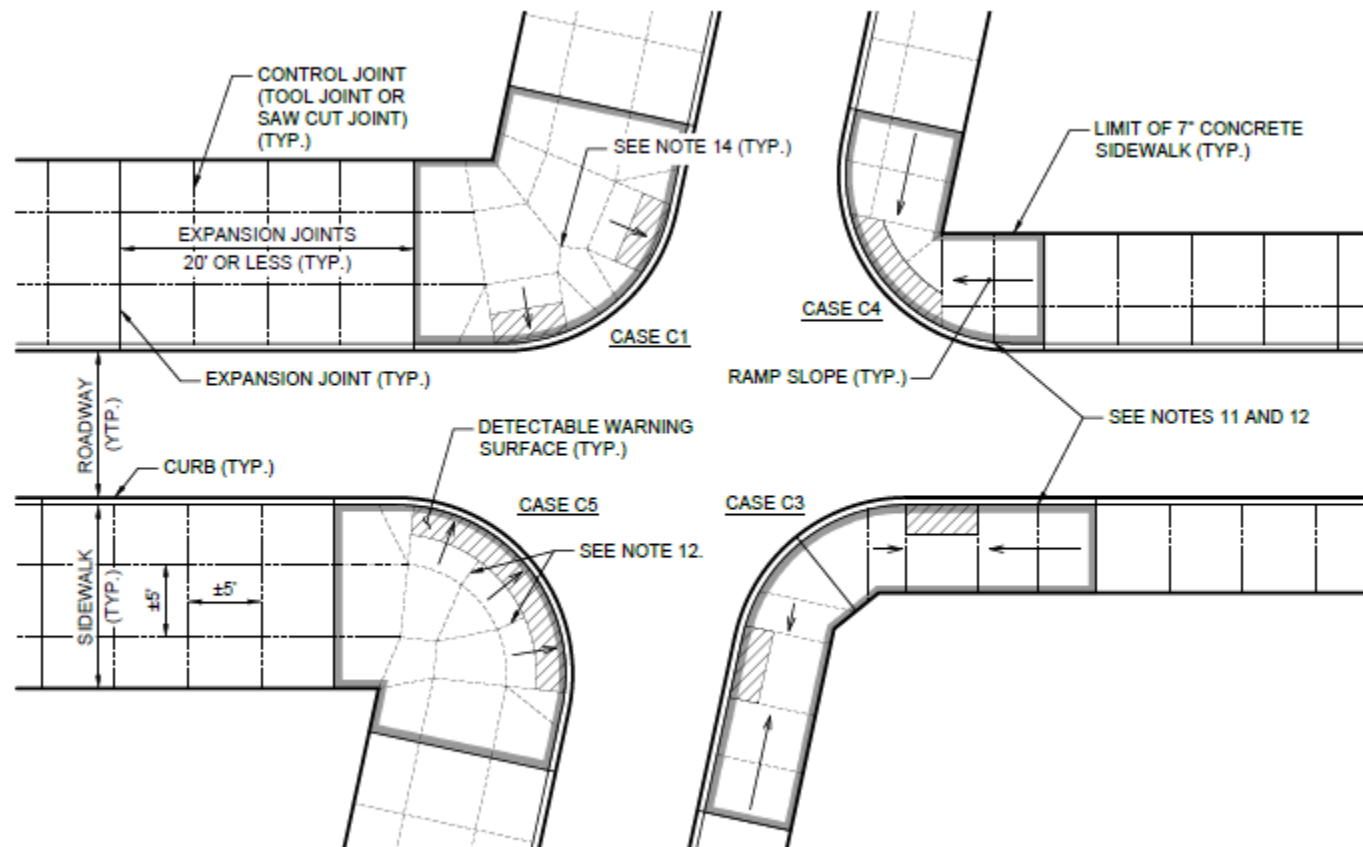 CONTROL JOINT
(TOOL JOINT OR
SAW CUT JOINT)
(TYP.)
SEE NOTE 14 (TYP.)
LIMIT OF 7" CONCRETE
SIDEWALK (TYP.)
EXPANSION JOINTS
20' OR LESS (TYP.)
CASE C1
CASE C4
EXPANSION JOINT (TYP.)
RAMP SLOPE (TYP.)
ROADWAY
(YTP.)
SEE NOTES 11 AND 12
DETECTABLE WARNING
SURFACE (TYP.)
CURB (TYP.)
CASE C5
CASE C3
SEE NOTE 12.
SIDEWALK
(TYP.)
±5'
±5'